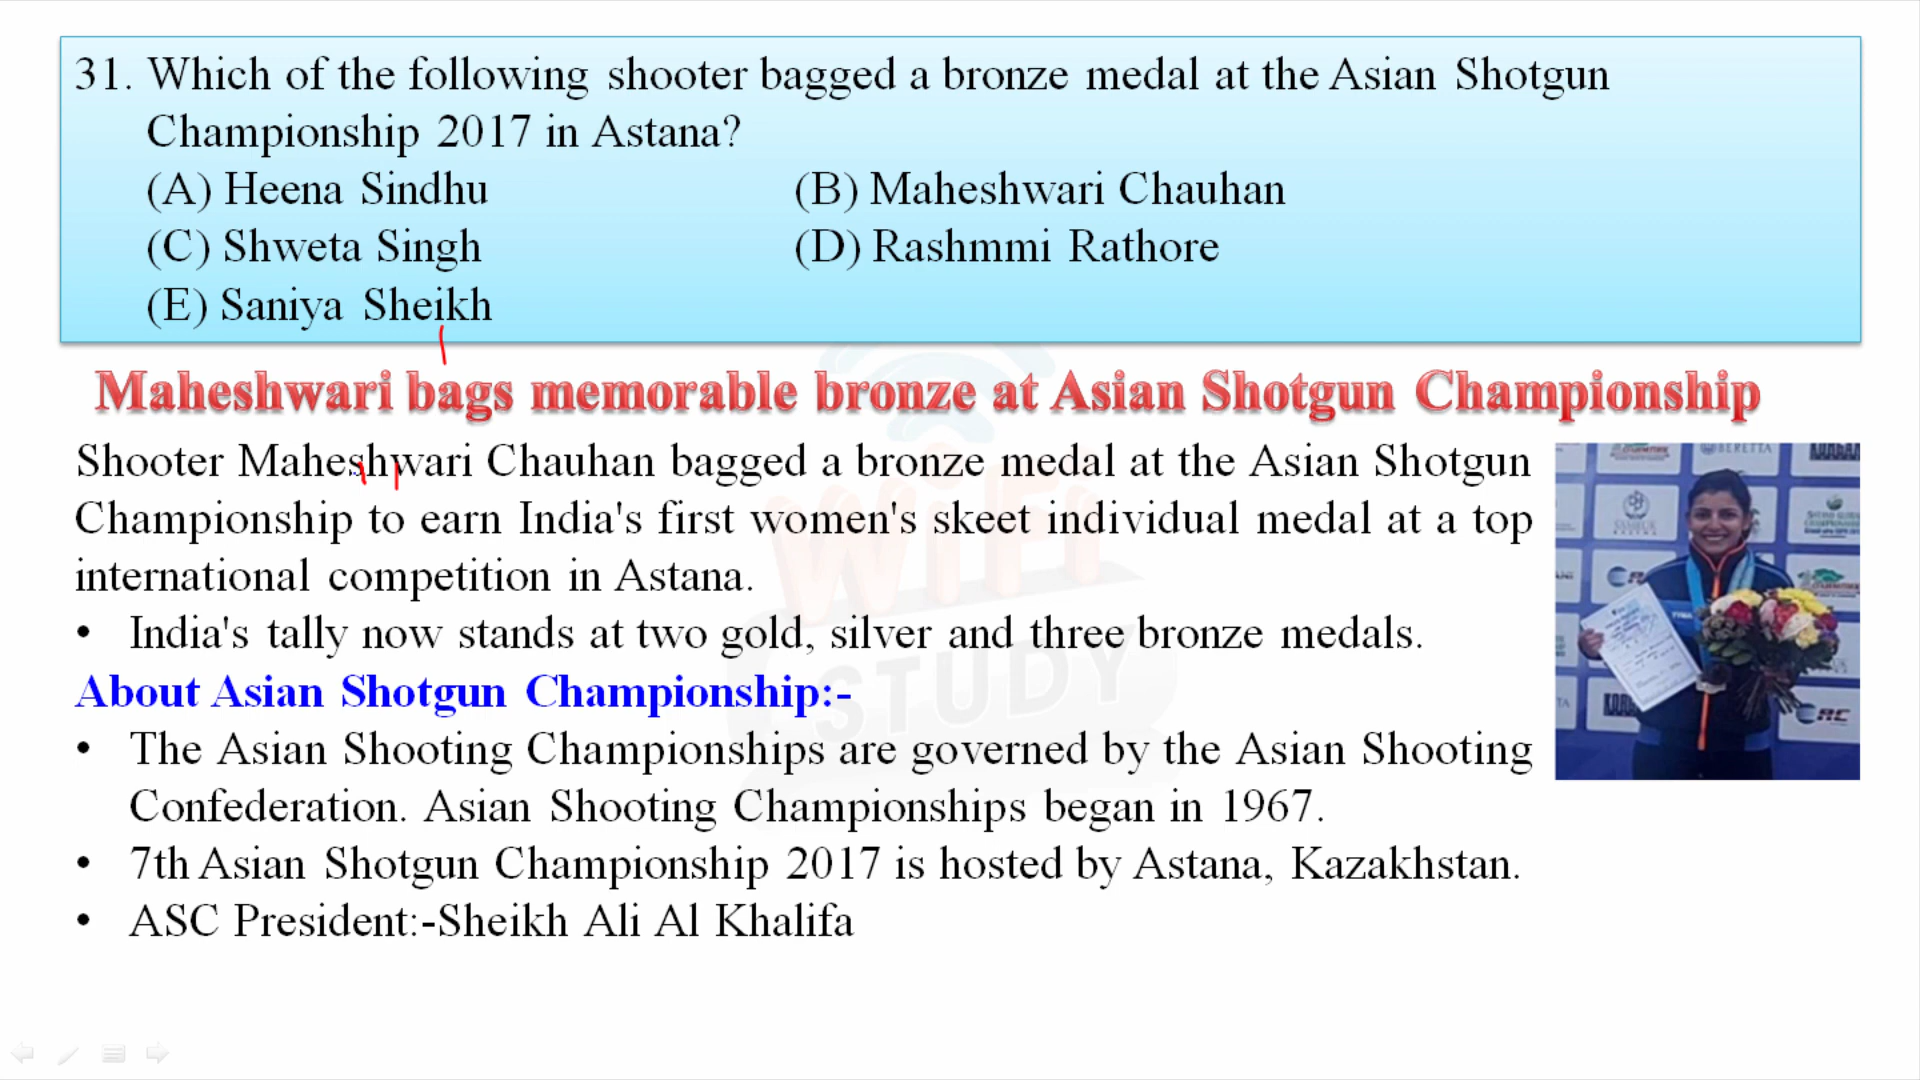 31. Which of the following shooter bagged a bronze medal at the Asian Shotgun
Championship 2017 in Astana?
(A) Heena Sindhu (B) Maheshwari Chauhan
(C) Shweta Singh (D) Rashmmi Rathore
(E) Saniya Sheikh
Maheshwari bags memorable bronze at Asian Shotgun Championship
Shooter Maheshwari Chauhan bagged a bronze medal at the Asian Shotgun
Championship to earn India's first women's skeet individual medal at a top
international competition in Astana.
• India's tally now stands at two gold, silver and three bronze medals.
About Asian Shotgun Championship:-
• The Asian Shooting Championships are governed by the Asian Shooting
Confederation. Asian Shooting Championships began in 1967.
• 7th Asian Shotgun Championship 2017 is hosted by Astana, Kazakhstan.
• ASC President:-Sheikh Ali Al Khalifa
WiFi
STUDY
BERETTA